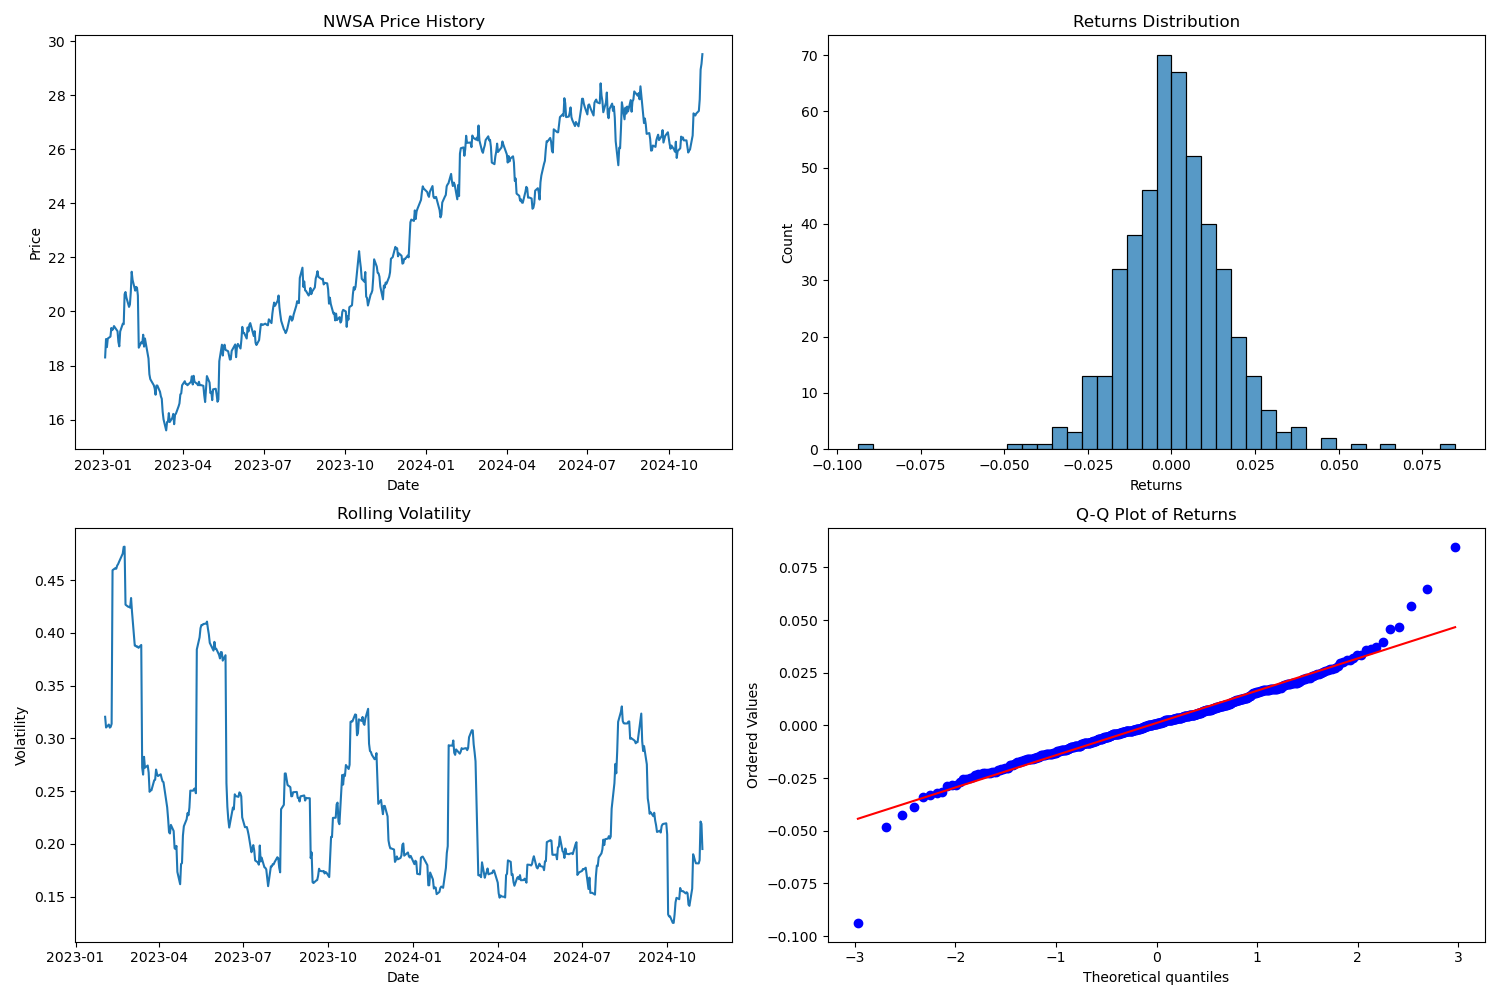 NWSA Price History
Price
30
28
26
24
22
20
18
16
2023-01 2023-04 2023-07 2023-10 2024-01 2024-04 2024-07 2024-10
Date
Returns Distribution
Count
70
60
50
40
30
20
10
0
−0.100 −0.075 −0.050 −0.025 0.000 0.025 0.050 0.075
Returns
Rolling Volatility
Volatility
0.45
0.40
0.35
0.30
0.25
0.20
0.15
2023-01 2023-04 2023-07 2023-10 2024-01 2024-04 2024-07 2024-10
Date
Q-Q Plot of Returns
Ordered Values
0.075
0.050
0.025
0.000
−0.025
−0.050
−0.075
−0.100
−3 −2 −1 0 1 2 3
Theoretical quantiles